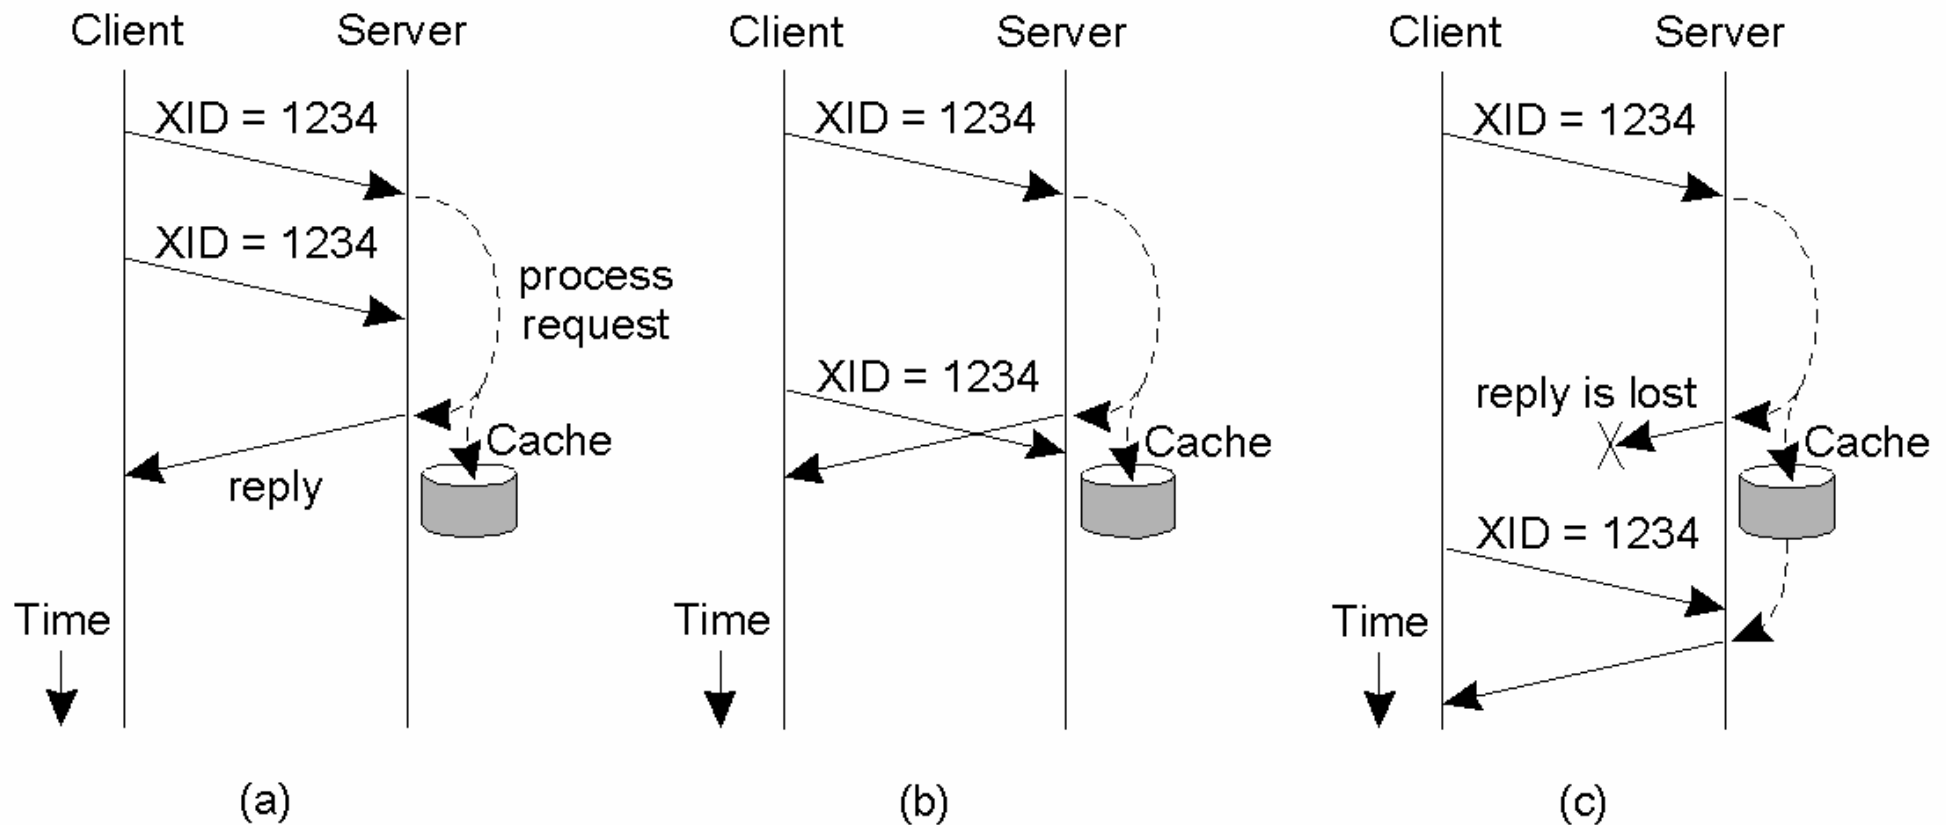 Client Server
XID = 1234
XID = 1234
process
request
Cache
reply
Time
(a)
Client Server
XID = 1234
XID = 1234
Cache
Time
(b)
Client Server
XID = 1234
reply is lost
Cache
XID = 1234
Time
(c)